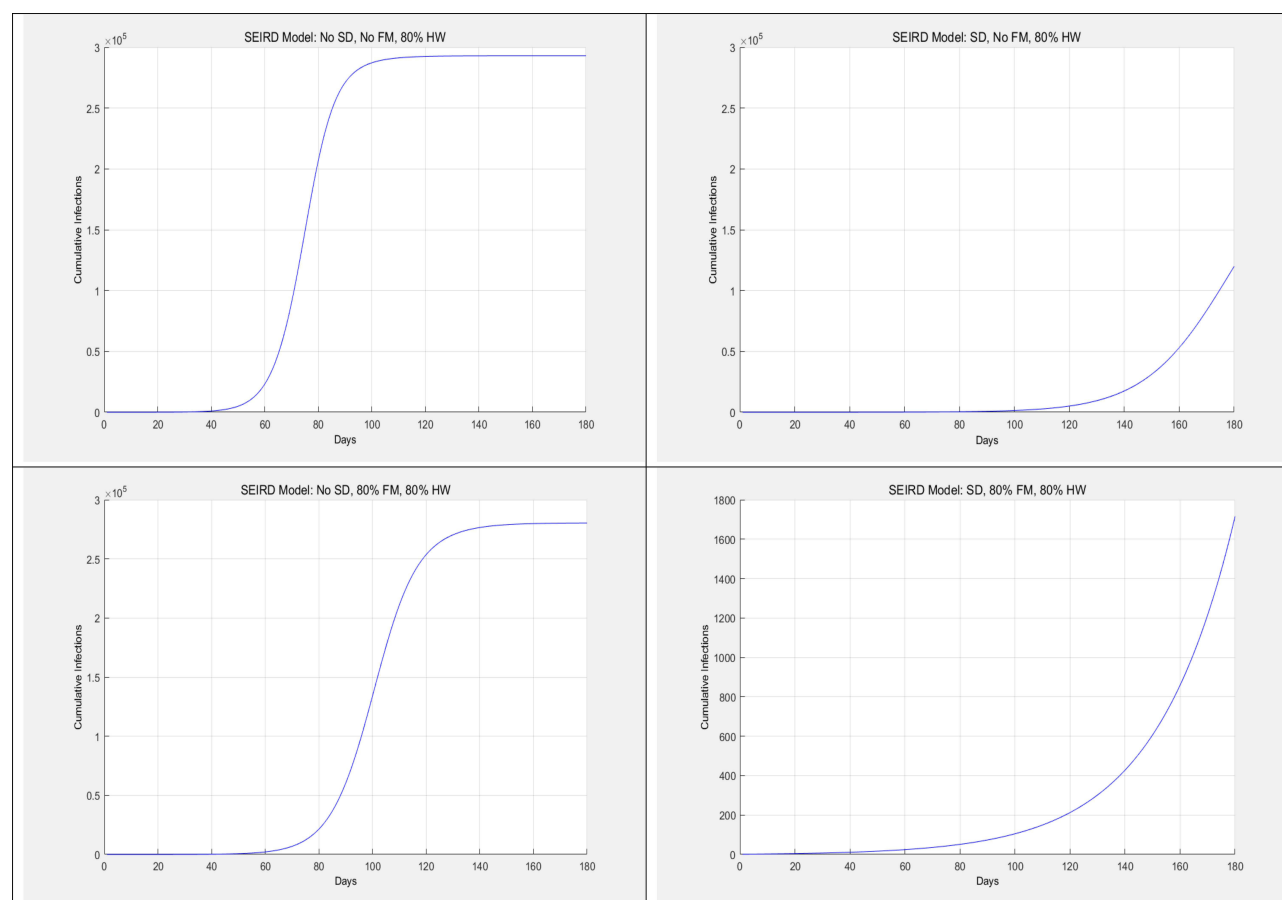 SEIRD Model: No SD, No FM, 80% HW
×10⁵
3
2.5
2
1.5
1
0.5
0
Cumulative Infections
0 20 40 60 80 100 120 140 160 180
Days
SEIRD Model: SD, No FM, 80% HW
×10⁵
3
2.5
2
1.5
1
0.5
0
Cumulative Infections
0 20 40 60 80 100 120 140 160 180
Days
SEIRD Model: No SD, 80% FM, 80% HW
×10⁵
3
2.5
2
1.5
1
0.5
0
Cumulative Infections
0 20 40 60 80 100 120 140 160 180
Days
SEIRD Model: SD, 80% FM, 80% HW
1800
1600
1400
1200
1000
800
600
400
200
0
Cumulative Infections
0 20 40 60 80 100 120 140 160 180
Days